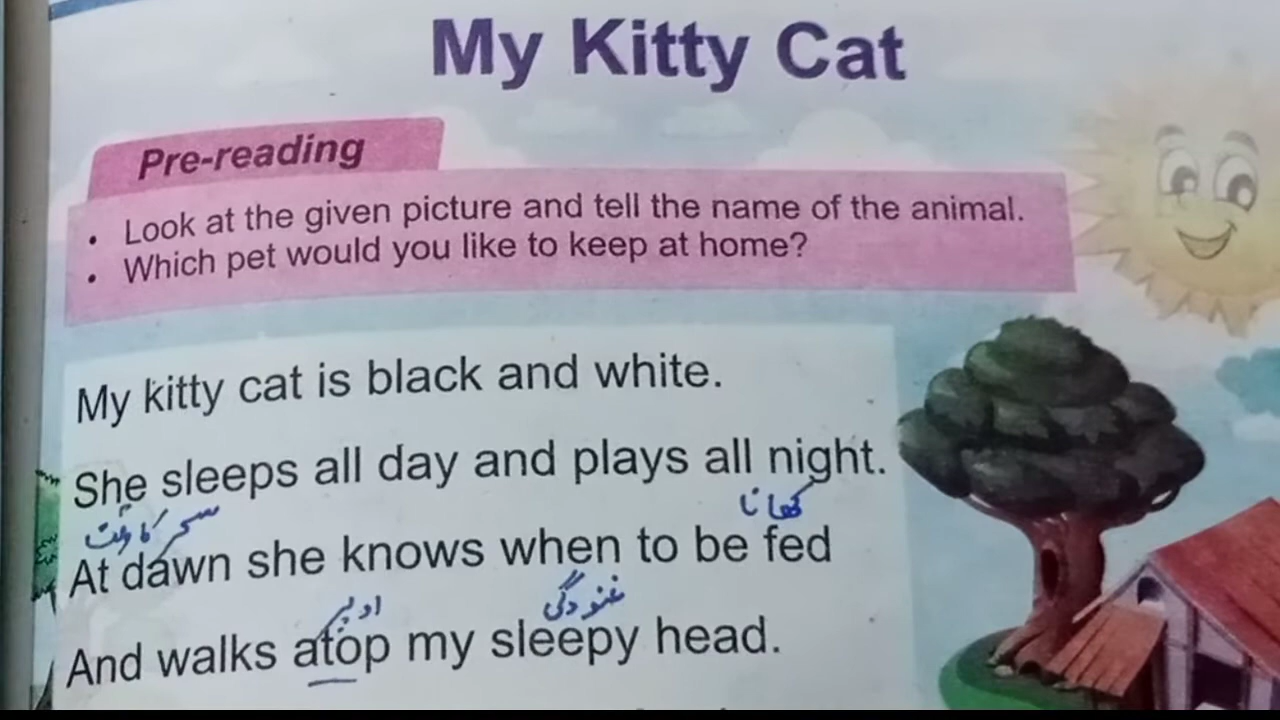 My Kitty Cat
Pre-reading
• Look at the given picture and tell the name of the animal.
• Which pet would you like to keep at home?
My kitty cat is black and white.
She sleeps all day and plays all night.
سحر کا وقت کھانا
At dawn she knows when to be fed
اوپر غنودگی
And walks atop my sleepy head.